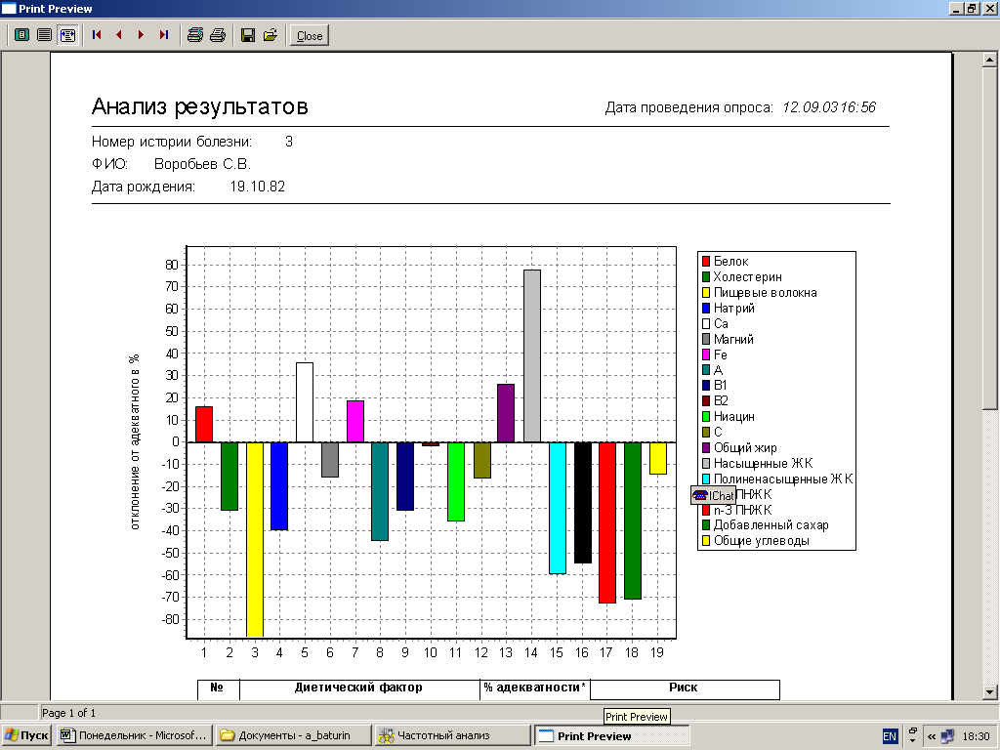 Print Preview
Close
Анализ результатов
Дата проведения опроса: 12.09.03 16:56
Номер истории болезни: 3
ФИО: Воробьев С.В.
Дата рождения: 19.10.82
отклонение от адекватного в %
80
70
60
50
40
30
20
10
0
-10
-20
-30
-40
-50
-60
-70
-80
1 2 3 4 5 6 7 8 9 10 11 12 13 14 15 16 17 18 19
Белок
Холестерин
Пищевые волокна
Натрий
Ca
Магний
Fe
A
B1
B2
Ниацин
C
Общий жир
Насыщенные ЖК
Полиненасыщенные ЖК
Chat ПНЖК
n-3 ПНЖК
Добавленный сахар
Общие углеводы
№ Диетический фактор % адекватности* Риск
Page 1 of 1
Print Preview
Пуск Понедельник - Microsof... Документы - a_baturin Частотный анализ Print Preview EN « 18:30